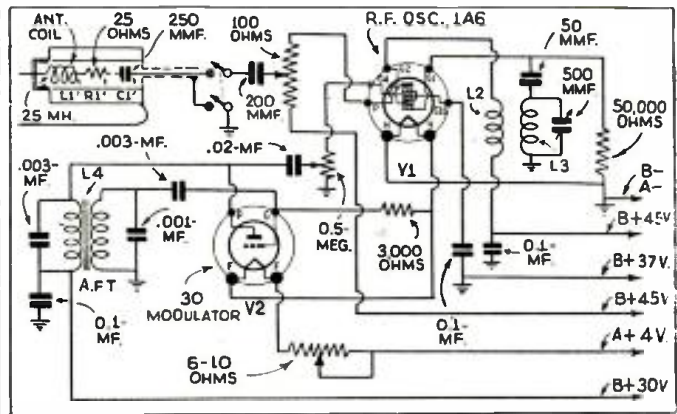 ANT. COIL
25 OHMS
250 MMF.
L1' R1' C1'
25 MH.
100 OHMS
200 MMF.
R.F. OSC., 1A6
50 MMF.
500 MMF.
L2
L3
50,000 OHMS
V1
.003-MF.
.02-MF
.003-MF.
L4
.001-MF.
A.F.T
0.1-MF.
30 MODULATOR
V2
0.5-MEG.
3,000 OHMS
0.1-MF.
0.1-MF.
6-10 OHMS
B-
A-
B+45V
B+37V
B+45V
A+4V.
B+30V